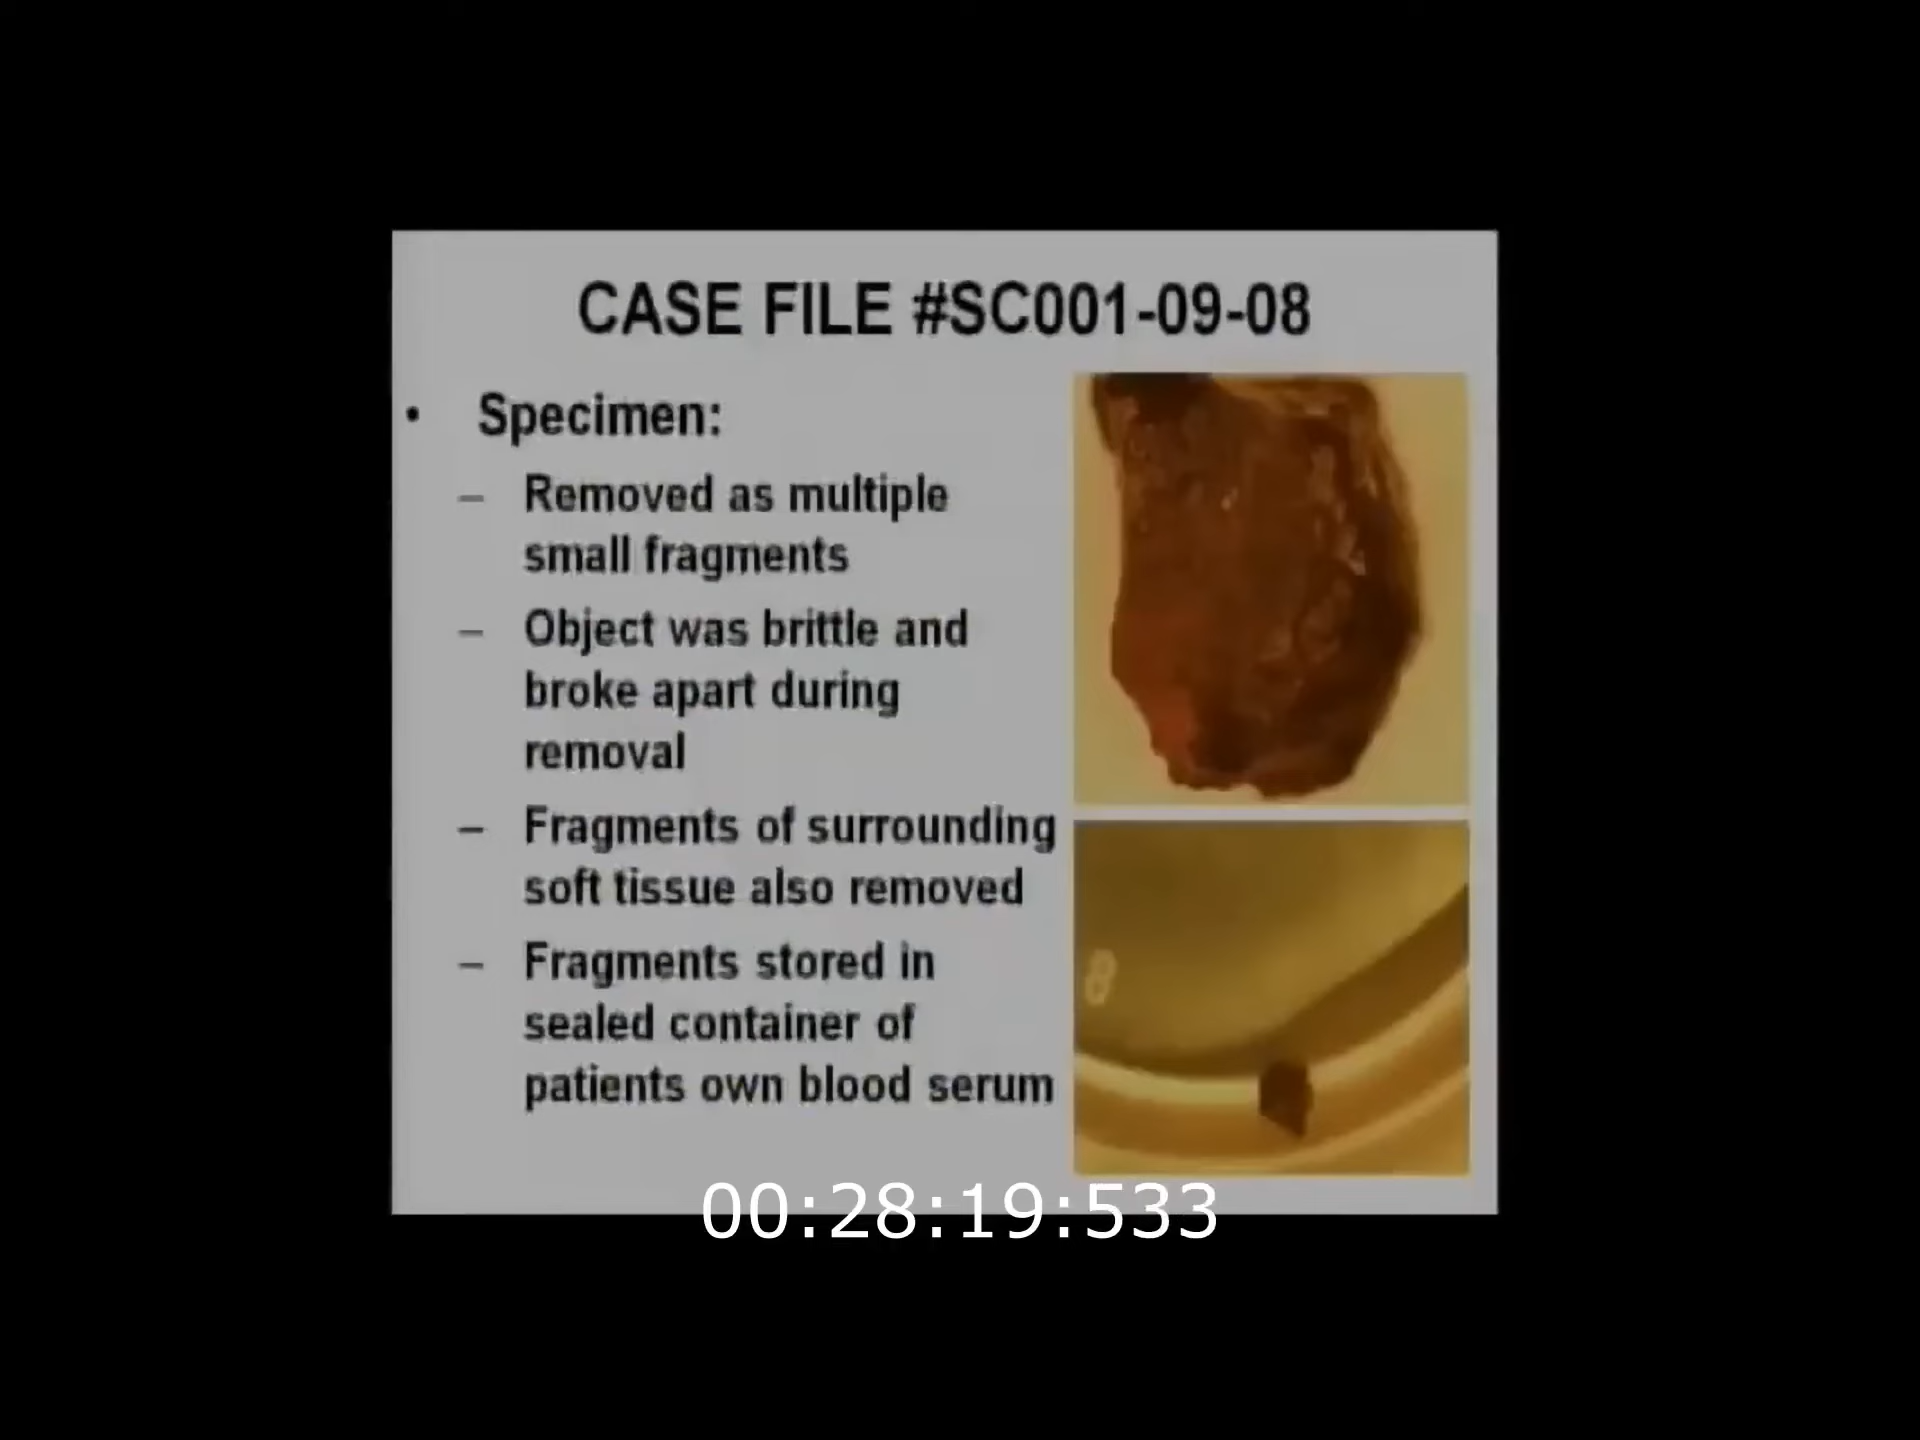 CASE FILE #SC001-09-08
• Specimen:
– Removed as multiple
small fragments
– Object was brittle and
broke apart during
removal
– Fragments of surrounding
soft tissue also removed
– Fragments stored in
sealed container of
patients own blood serum
8
00:28:19:533